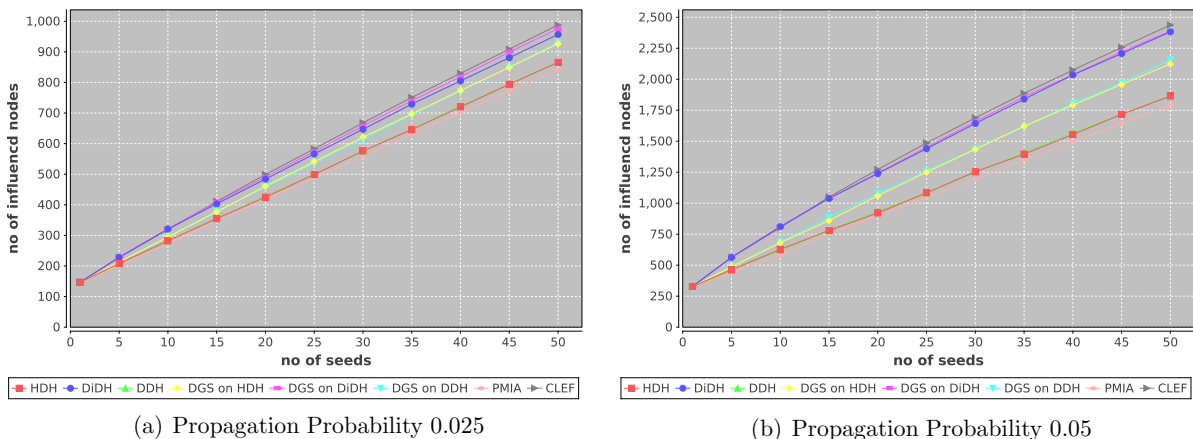 no of influencd nodes
1,000
900
800
700
600
500
400
300
200
100
0
0 5 10 15 20 25 30 35 40 45 50
no of seeds
HDH DiDH DDH DGS on HDH DGS on DiDH DGS on DDH PMIA CLEF
(a) Propagation Probability 0.025
no of influencd nodes
2,500
2,250
2,000
1,750
1,500
1,250
1,000
750
500
250
0
0 5 10 15 20 25 30 35 40 45 50
no of seeds
HDH DiDH DDH DGS on HDH DGS on DiDH DGS on DDH PMIA CLEF
(b) Propagation Probability 0.05